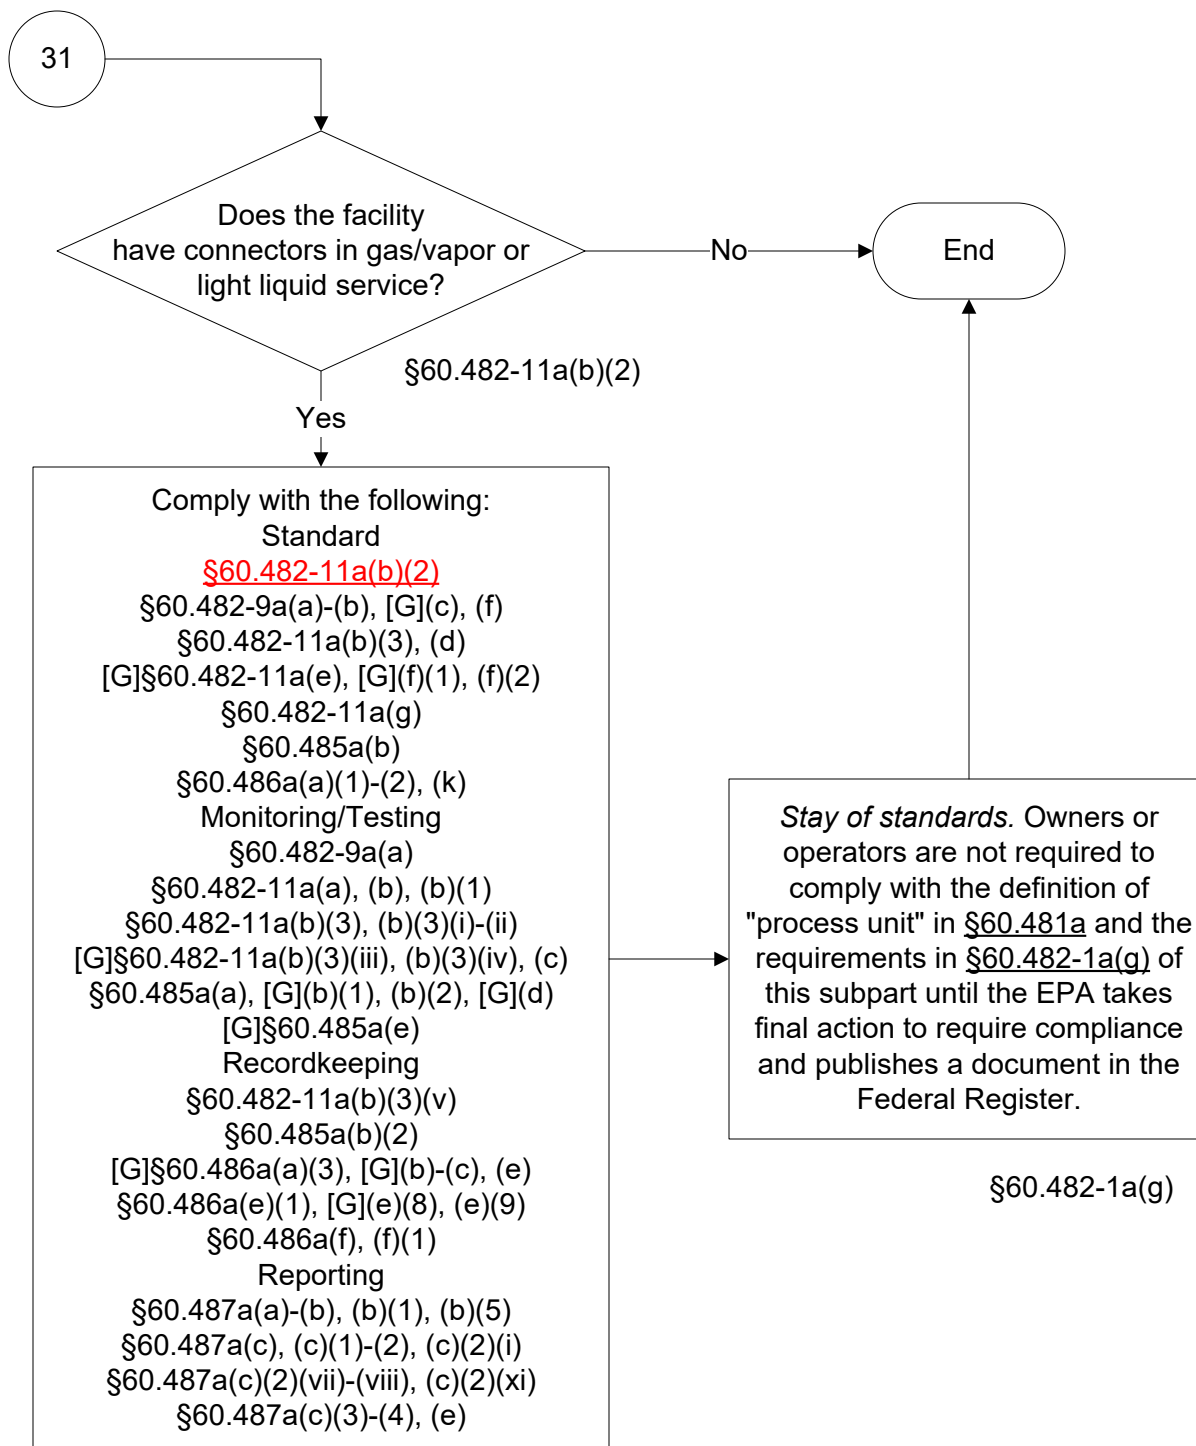 31
Does the facility
have connectors in gas/vapor or
light liquid service?
No
End
§60.482-11a(b)(2)
Yes
Comply with the following:
Standard
§60.482-11a(b)(2)
§60.482-9a(a)-(b), [G](c), (f)
§60.482-11a(b)(3), (d)
[G]§60.482-11a(e), [G](f)(1), (f)(2)
§60.482-11a(g)
§60.485a(b)
§60.486a(a)(1)-(2), (k)
Monitoring/Testing
§60.482-9a(a)
§60.482-11a(a), (b), (b)(1)
§60.482-11a(b)(3), (b)(3)(i)-(ii)
[G]§60.482-11a(b)(3)(iii), (b)(3)(iv), (c)
§60.485a(a), [G](b)(1), (b)(2), [G](d)
[G]§60.485a(e)
Recordkeeping
§60.482-11a(b)(3)(v)
§60.485a(b)(2)
[G]§60.486a(a)(3), [G](b)-(c), (e)
§60.486a(e)(1), [G](e)(8), (e)(9)
§60.486a(f), (f)(1)
Reporting
§60.487a(a)-(b), (b)(1), (b)(5)
§60.487a(c), (c)(1)-(2), (c)(2)(i)
§60.487a(c)(2)(vii)-(viii), (c)(2)(xi)
§60.487a(c)(3)-(4), (e)
Stay of standards. Owners or
operators are not required to
comply with the definition of
"process unit" in §60.481a and the
requirements in §60.482-1a(g) of
this subpart until the EPA takes
final action to require compliance
and publishes a document in the
Federal Register.
§60.482-1a(g)